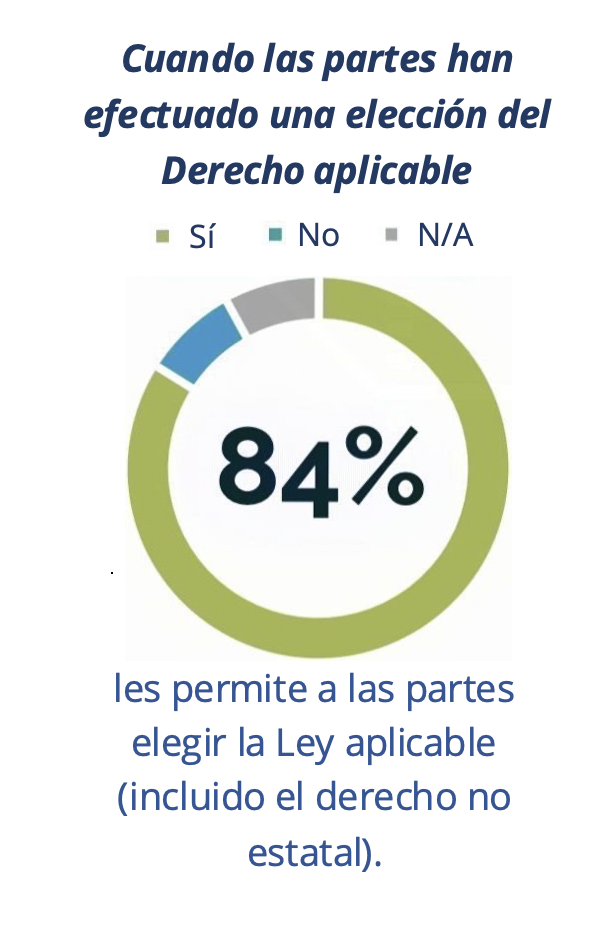 Cuando las partes han
efectuado una elección del
Derecho aplicable
Sí No N/A
84%
les permite a las partes
elegir la Ley aplicable
(incluido el derecho no
estatal).